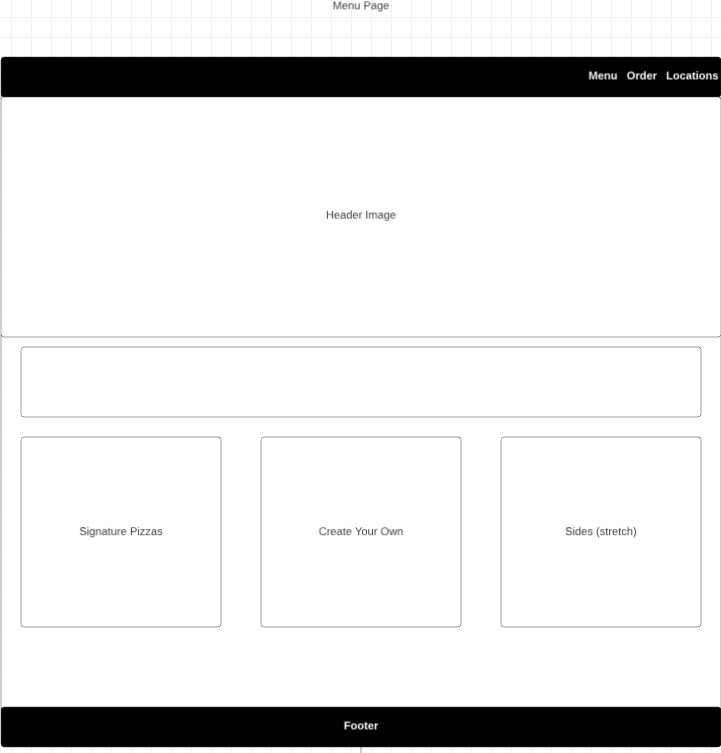 Menu Page
Menu Order Locations
Header Image
Signature Pizzas
Create Your Own
Sides (stretch)
Footer